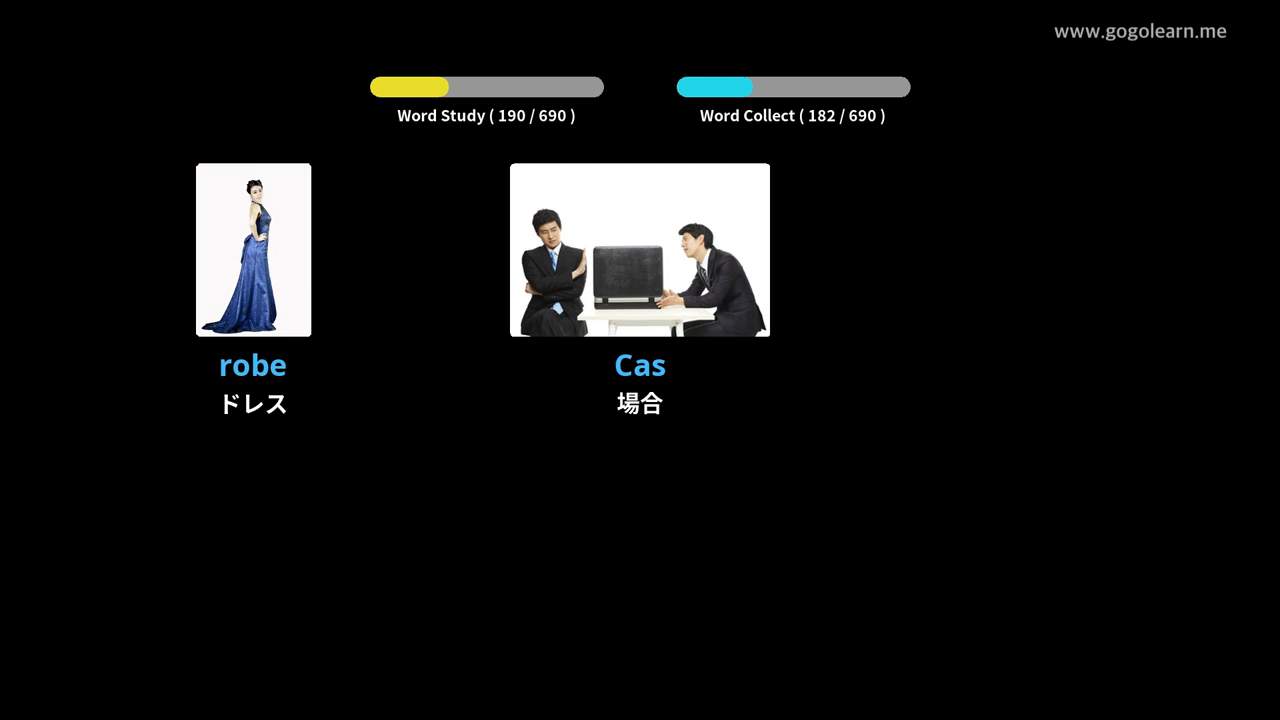 www.gogolearn.me
Word Study ( 190 / 690 )
Word Collect ( 182 / 690 )
robe
ドレス
Cas
場合